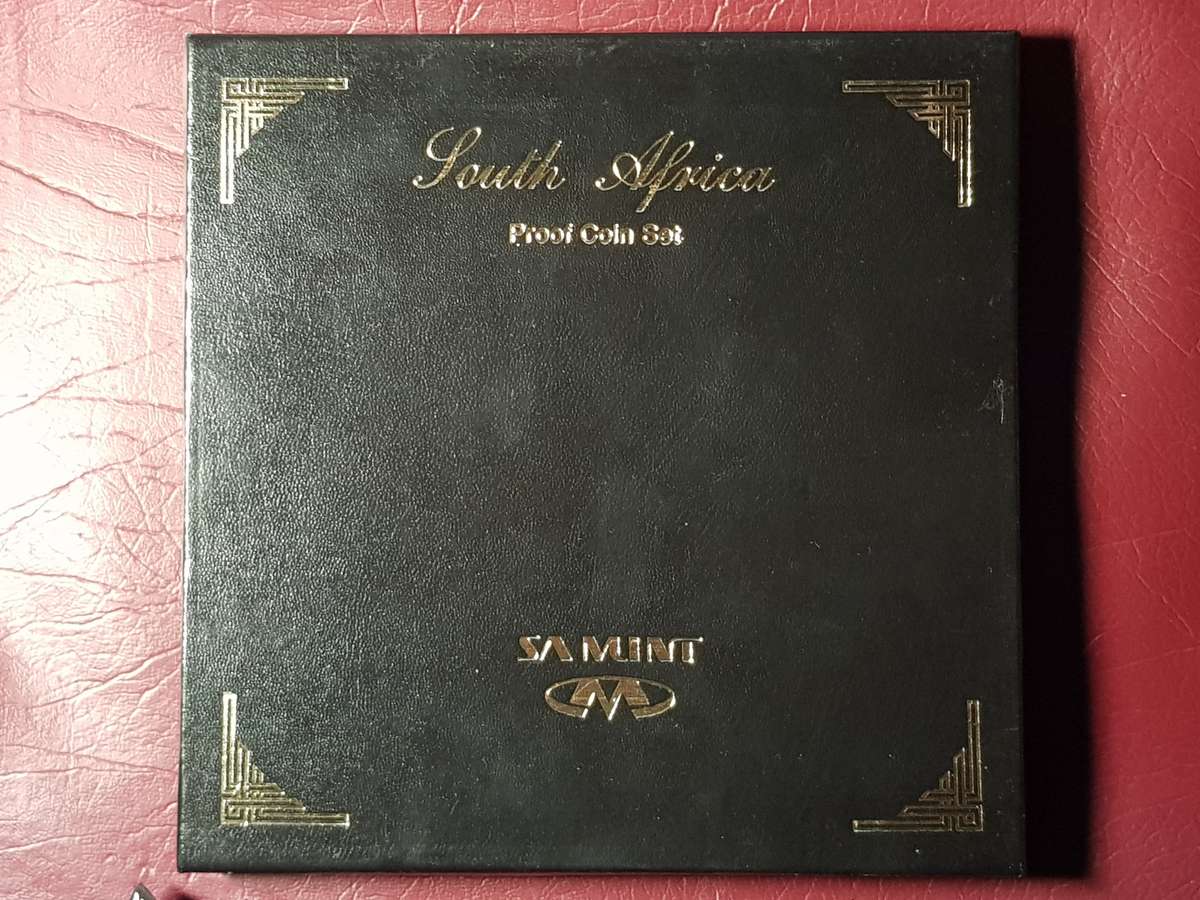 South Africa
Proof Coin Set
SA MINT
M